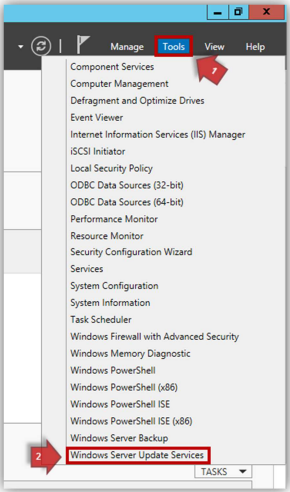 Manage Tools View Help
1
Component Services
Computer Management
Defragment and Optimize Drives
Event Viewer
Internet Information Services (IIS) Manager
iSCSI Initiator
Local Security Policy
ODBC Data Sources (32-bit)
ODBC Data Sources (64-bit)
Performance Monitor
Resource Monitor
Security Configuration Wizard
Services
System Configuration
System Information
Task Scheduler
Windows Firewall with Advanced Security
Windows Memory Diagnostic
Windows PowerShell
Windows PowerShell (x86)
Windows PowerShell ISE
Windows PowerShell ISE (x86)
Windows Server Backup
2 Windows Server Update Services
TASKS